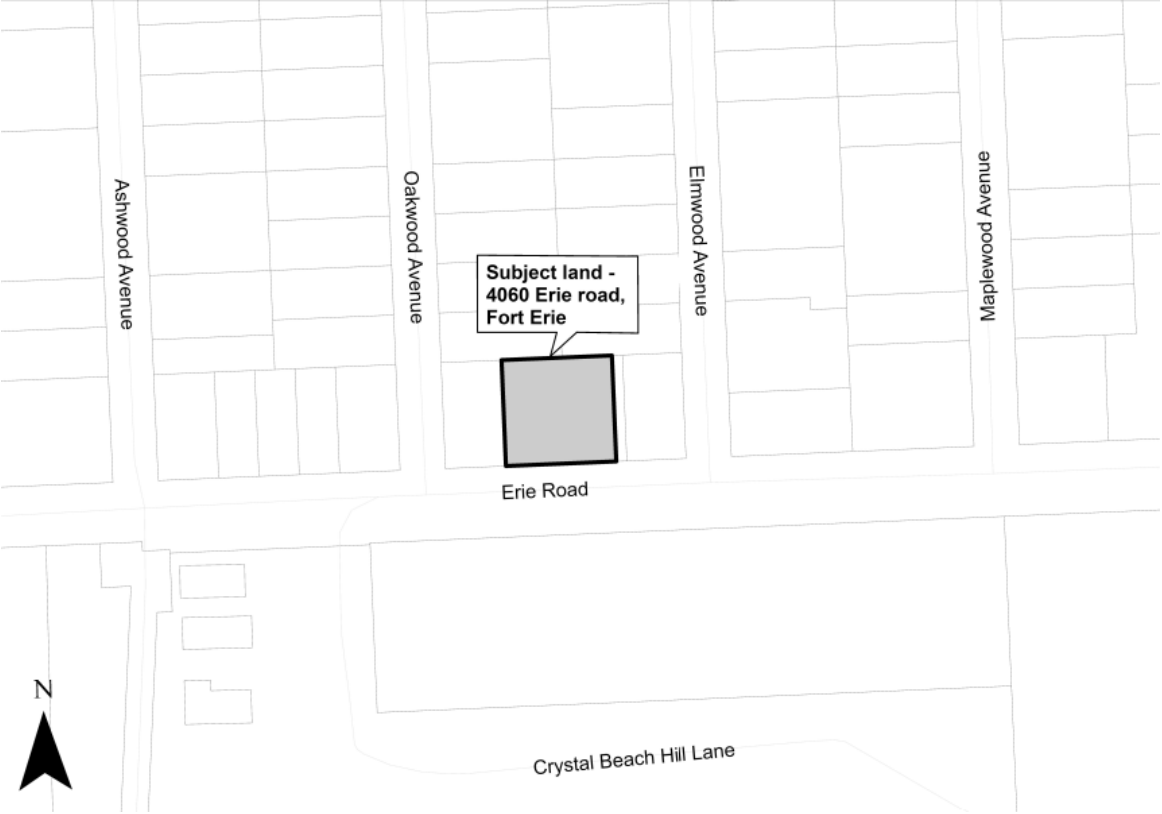 Ashwood Avenue
Oakwood Avenue
Elmwood Avenue
Maplewood Avenue
Subject land -
4060 Erie road,
Fort Erie
Erie Road
N
Crystal Beach Hill Lane